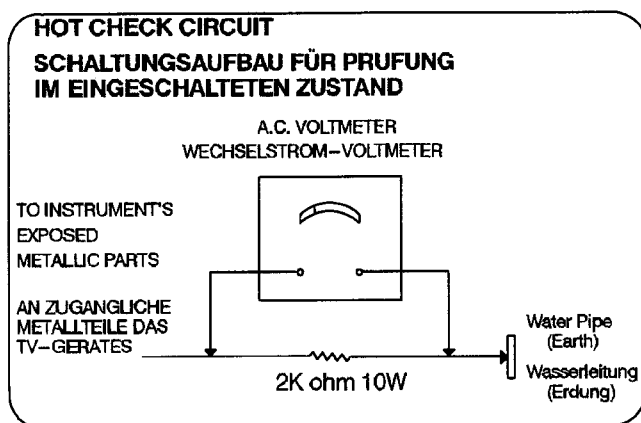 HOT CHECK CIRCUIT
SCHALTUNGSAUFBAU FÜR PRUFUNG
IM EINGESCHALTETEN ZUSTAND
A.C. VOLTMETER
WECHSELSTROM-VOLTMETER
TO INSTRUMENT'S
EXPOSED
METALLIC PARTS
AN ZUGANGLICHE
METALLTEILE DAS
TV-GERATES
2K ohm 10W
Water Pipe
(Earth)
Wasserleitung
(Erdung)